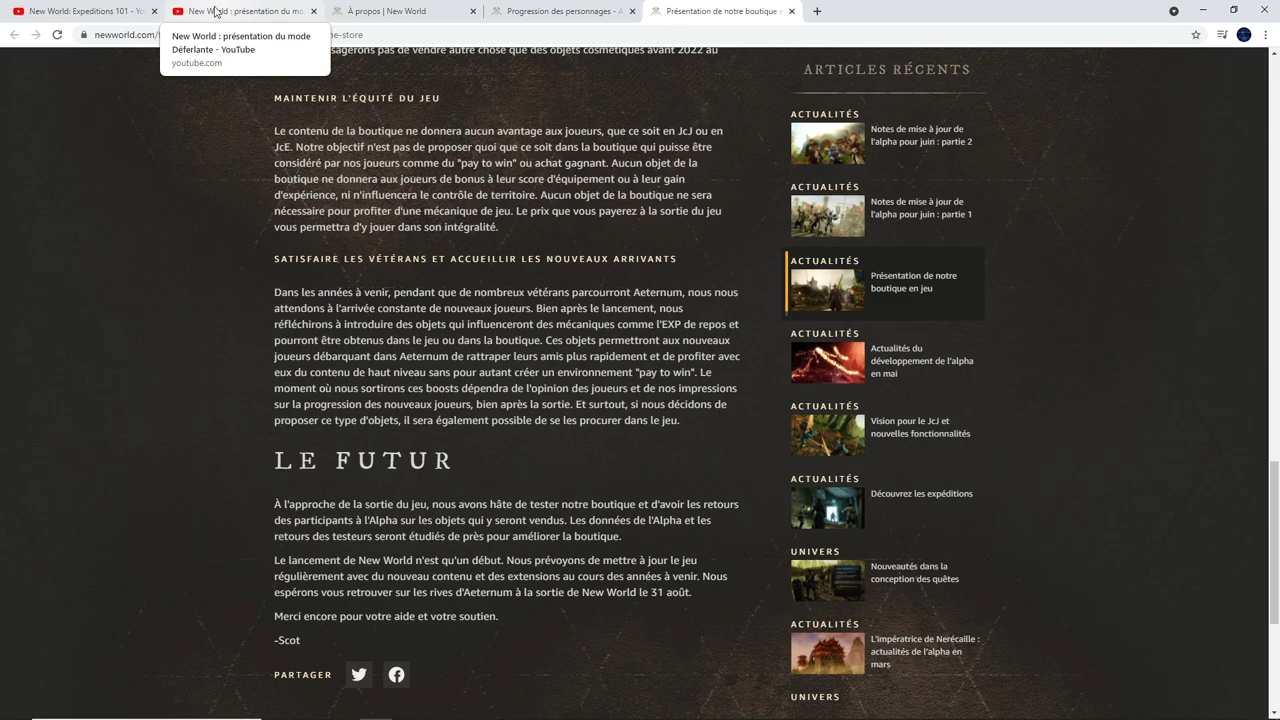 New World: Expeditions 101 - Yo
New World : présentation du mo
À propos | New World
Progression des personnages - A
Présentation de notre boutique e
newworld.com/
e-store
New World : présentation du mode
Déferlante - YouTube
youtube.com
sagerons pas de vendre autre chose que des objets cosmétiques avant 2022 au
MAINTENIR L'ÉQUITÉ DU JEU
Le contenu de la boutique ne donnera aucun avantage aux joueurs, que ce soit en JcJ ou en
JcE. Notre objectif n'est pas de proposer quoi que ce soit dans la boutique qui puisse être
considéré par nos joueurs comme du "pay to win" ou achat gagnant. Aucun objet de la
boutique ne donnera aux joueurs de bonus à leur score d'équipement ou à leur gain
d'expérience, ni n'influencera le contrôle de territoire. Aucun objet de la boutique ne sera
nécessaire pour profiter d'une mécanique de jeu. Le prix que vous payerez à la sortie du jeu
vous permettra d'y jouer dans son intégralité.
SATISFAIRE LES VÉTÉRANS ET ACCUEILLIR LES NOUVEAUX ARRIVANTS
Dans les années à venir, pendant que de nombreux vétérans parcourront Aeternum, nous nous
attendons à l'arrivée constante de nouveaux joueurs. Bien après le lancement, nous
réfléchirons à introduire des objets qui influenceront des mécaniques comme l'EXP de repos et
pourront être obtenus dans le jeu ou dans la boutique. Ces objets permettront aux nouveaux
joueurs débarquant dans Aeternum de rattraper leurs amis plus rapidement et de profiter avec
eux du contenu de haut niveau sans pour autant créer un environnement "pay to win". Le
moment où nous sortirons ces boosts dépendra de l'opinion des joueurs et de nos impressions
sur la progression des nouveaux joueurs, bien après la sortie. Et surtout, si nous décidons de
proposer ce type d'objets, il sera également possible de se les procurer dans le jeu.
LE FUTUR
À l'approche de la sortie du jeu, nous avons hâte de tester notre boutique et d'avoir les retours
des participants à l'Alpha sur les objets qui y seront vendus. Les données de l'Alpha et les
retours des testeurs seront étudiés de près pour améliorer la boutique.
Le lancement de New World n'est qu'un début. Nous prévoyons de mettre à jour le jeu
régulièrement avec du nouveau contenu et des extensions au cours des années à venir. Nous
espérons vous retrouver sur les rives d'Aeternum à la sortie de New World le 31 août.
Merci encore pour votre aide et votre soutien.
-Scot
PARTAGER
ARTICLES RÉCENTS
ACTUALITÉS
Notes de mise à jour de
l'alpha pour juin : partie 2
ACTUALITÉS
Notes de mise à jour de
l'alpha pour juin : partie 1
ACTUALITÉS
Présentation de notre
boutique en jeu
ACTUALITÉS
Actualités du
développement de l'alpha
en mai
ACTUALITÉS
Vision pour le JcJ et
nouvelles fonctionnalités
ACTUALITÉS
Découvrez les expéditions
UNIVERS
Nouveautés dans la
conception des quêtes
ACTUALITÉS
L'impératrice de Nerécaille :
actualités de l'alpha en
mars
UNIVERS